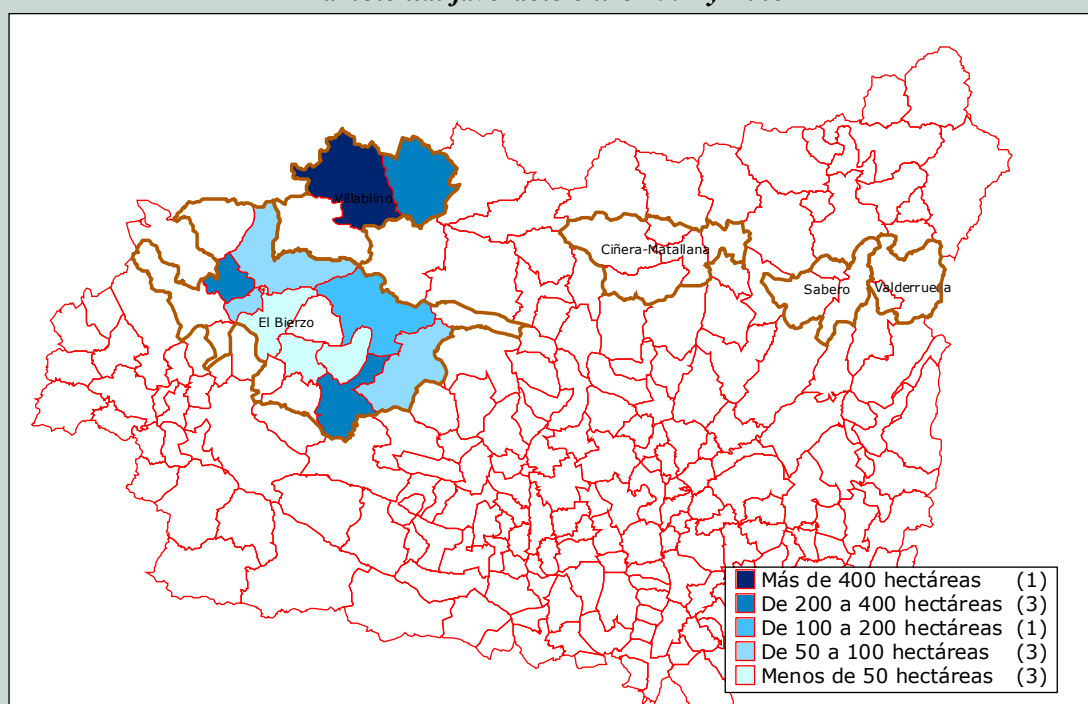 Villablino
Ciñera-Matallana
Sabero
Valderrueda
El Bierzo
Más de 400 hectáreas (1)
De 200 a 400 hectáreas (3)
De 100 a 200 hectáreas (1)
De 50 a 100 hectáreas (3)
Menos de 50 hectáreas (3)